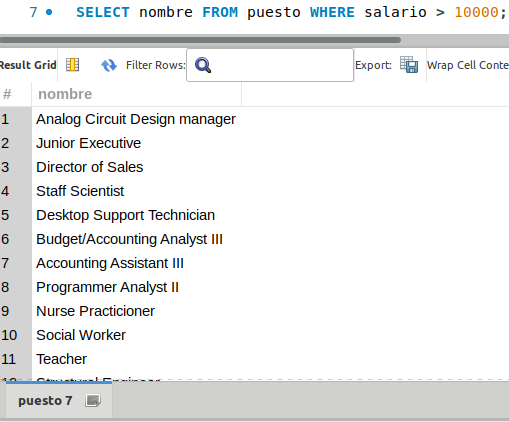 7 SELECT nombre FROM puesto WHERE salario > 10000;
Result Grid Filter Rows: Export: Wrap Cell Conte
# nombre
1 Analog Circuit Design manager
2 Junior Executive
3 Director of Sales
4 Staff Scientist
5 Desktop Support Technician
6 Budget/Accounting Analyst III
7 Accounting Assistant III
8 Programmer Analyst II
9 Nurse Practicioner
10 Social Worker
11 Teacher
12 Structural Engineer
puesto 7